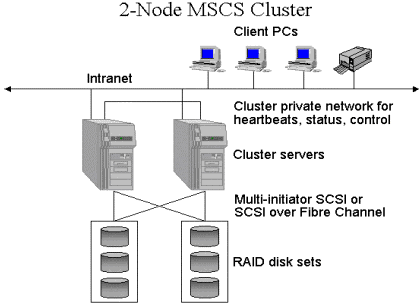 2-Node MSCS Cluster
Client PCs
Intranet
Cluster private network for
heartbeats, status, control
Cluster servers
Multi-initiator SCSI or
SCSI over Fibre Channel
RAID disk sets